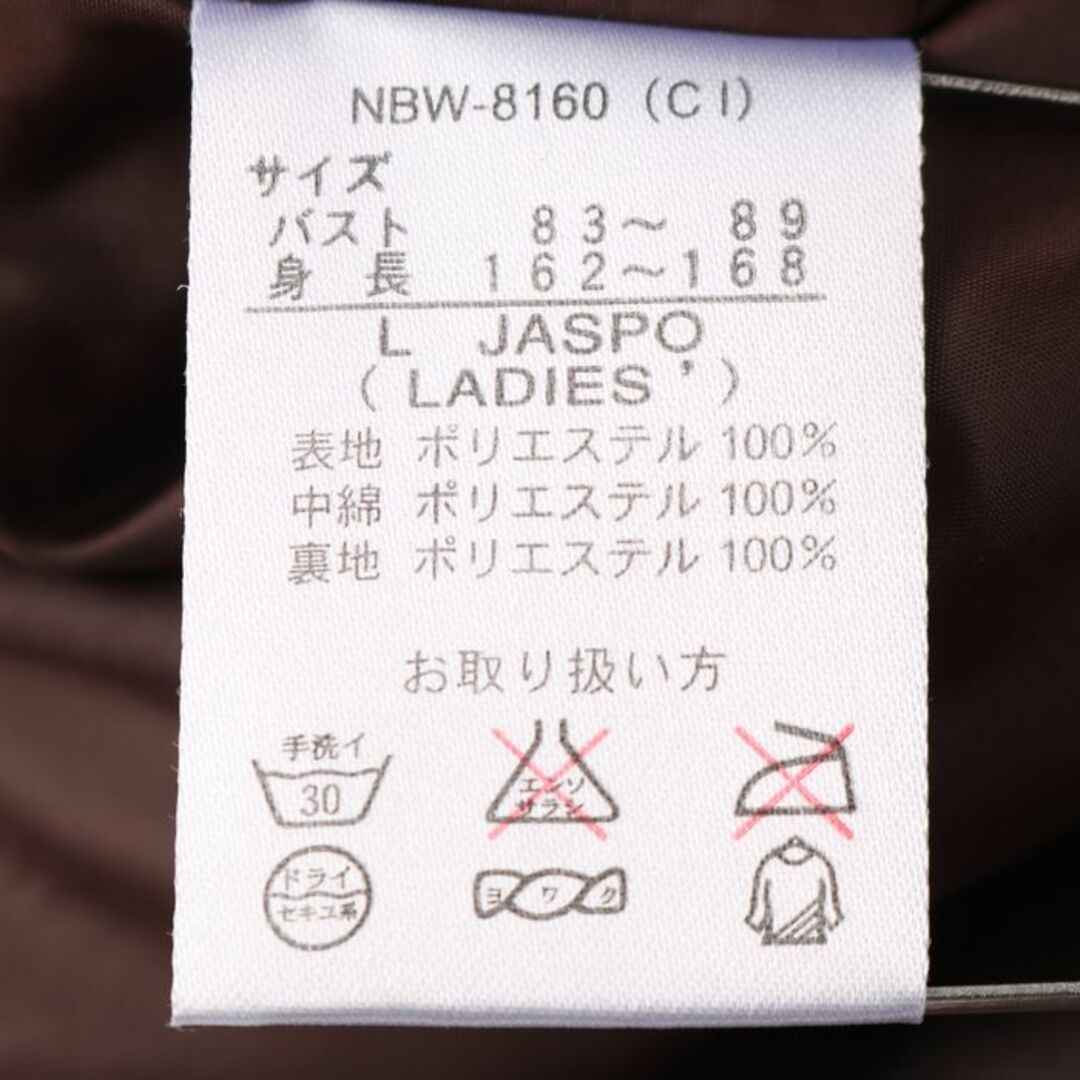 NBW-8160 (CI)
サイズ
バスト 83～ 89
身 長 162～168
L JASPO
(LADIES')
表地 ポリエステル 100%
中綿 ポリエステル 100%
裏地 ポリエステル 100%
お取り扱い方
手洗イ
30
エンソ
サラシ
ドライ
セキユ系
ヨ ワ ク